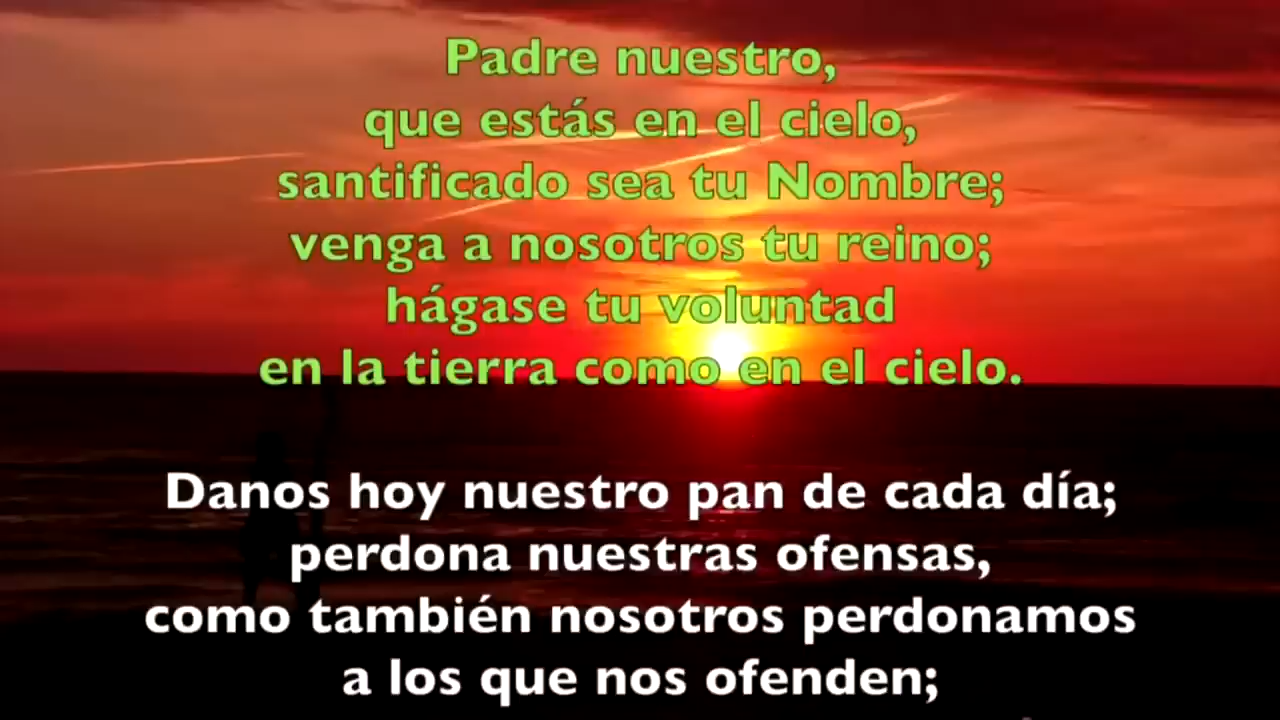 Padre nuestro,
que estás en el cielo,
santificado sea tu Nombre;
venga a nosotros tu reino;
hágase tu voluntad
en la tierra como en el cielo.
Danos hoy nuestro pan de cada día;
perdona nuestras ofensas,
como también nosotros perdonamos
a los que nos ofenden;